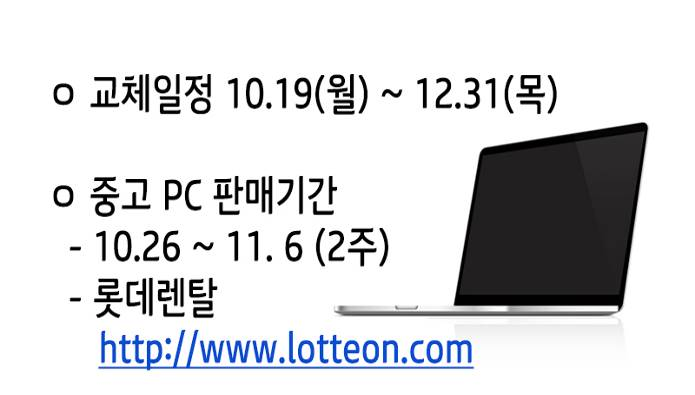 ㅇ 교체일정 10.19(월) ~ 12.31(목)
ㅇ 중고 PC 판매기간
- 10.26 ~ 11. 6 (2주)
- 롯데렌탈
http://www.lotteon.com